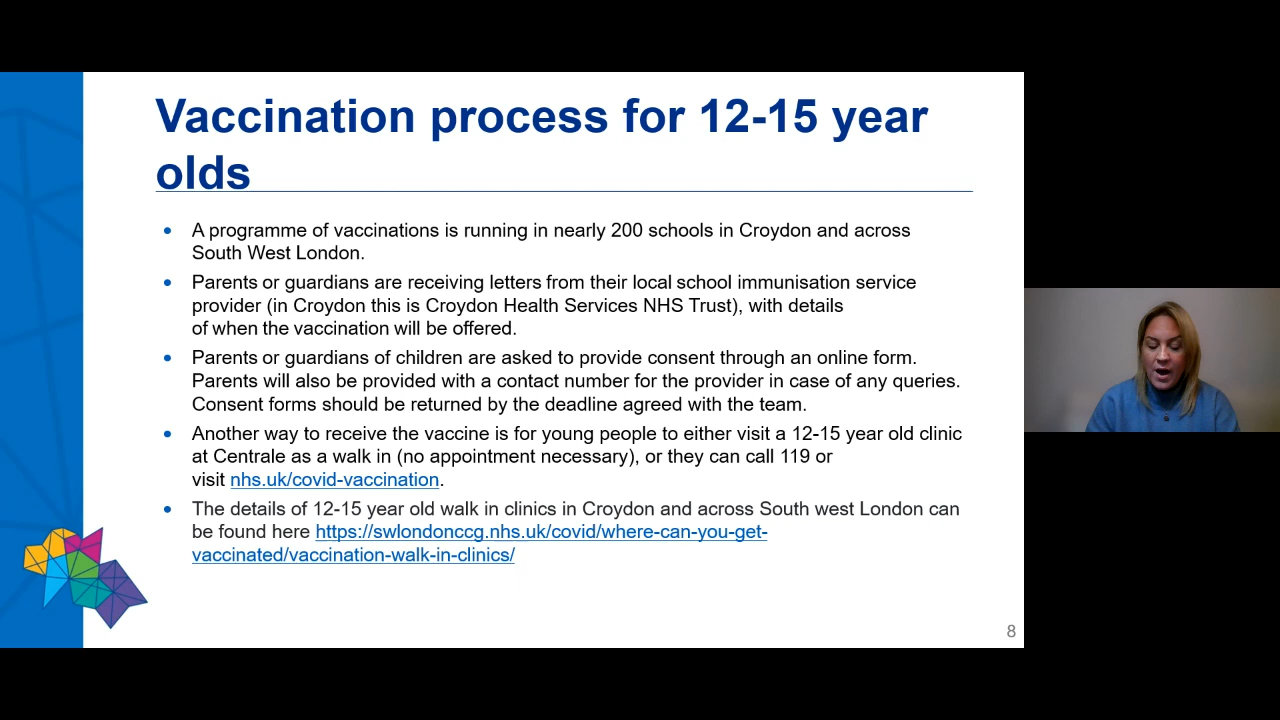 Vaccination process for 12-15 year
olds
• A programme of vaccinations is running in nearly 200 schools in Croydon and across
South West London.
• Parents or guardians are receiving letters from their local school immunisation service
provider (in Croydon this is Croydon Health Services NHS Trust), with details
of when the vaccination will be offered.
• Parents or guardians of children are asked to provide consent through an online form.
Parents will also be provided with a contact number for the provider in case of any queries.
Consent forms should be returned by the deadline agreed with the team.
• Another way to receive the vaccine is for young people to either visit a 12-15 year old clinic
at Centrale as a walk in (no appointment necessary), or they can call 119 or
visit nhs.uk/covid-vaccination.
• The details of 12-15 year old walk in clinics in Croydon and across South west London can
be found here https://swlondonccg.nhs.uk/covid/where-can-you-get-
vaccinated/vaccination-walk-in-clinics/
8